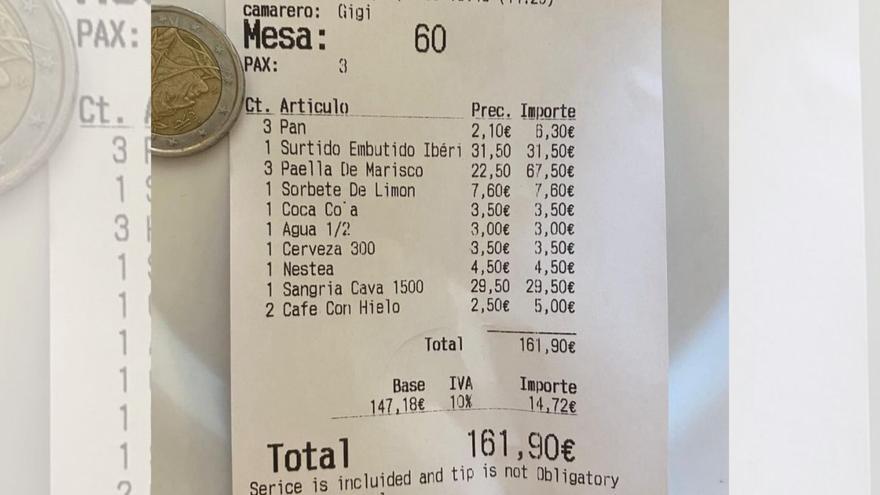 camarero: Gigi
Mesa: 60
PAX: 3
Ct. Articulo Prec. Importe
3 Pan 2,10€ 6,30€
1 Surtido Embutido Ibéri 31,50 31,50€
3 Paella De Marisco 22,50 67,50€
1 Sorbete De Limon 7,60€ 7,60€
1 Coca Co a 3,50€ 3,50€
1 Agua 1/2 3,00€ 3,00€
1 Cerveza 300 3,50€ 3,50€
1 Nestea 4,50€ 4,50€
1 Sangria Cava 1500 29,50 29,50€
2 Cafe Con Hielo 2,50€ 5,00€
Total 161,90€
Base IVA Importe
147,18€ 10% 14,72€
Total 161,90€
Serice is incluided and tip is not Obligatory